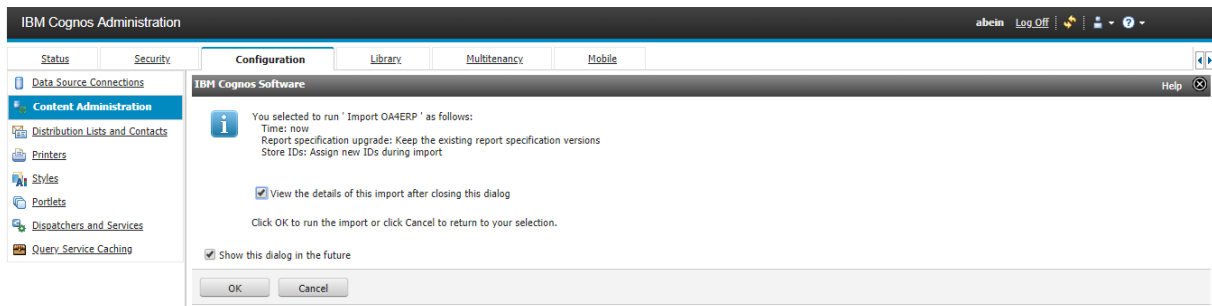 IBM Cognos Administration
abein Log Off
Status Security Configuration Library Multitenancy Mobile
Data Source Connections
Content Administration
Distribution Lists and Contacts
Printers
Styles
Portlets
Dispatchers and Services
Query Service Caching
IBM Cognos Software Help
You selected to run ' Import OA4ERP ' as follows:
Time: now
Report specification upgrade: Keep the existing report specification versions
Store IDs: Assign new IDs during import
View the details of this import after closing this dialog
Click OK to run the import or click Cancel to return to your selection.
Show this dialog in the future
OK Cancel